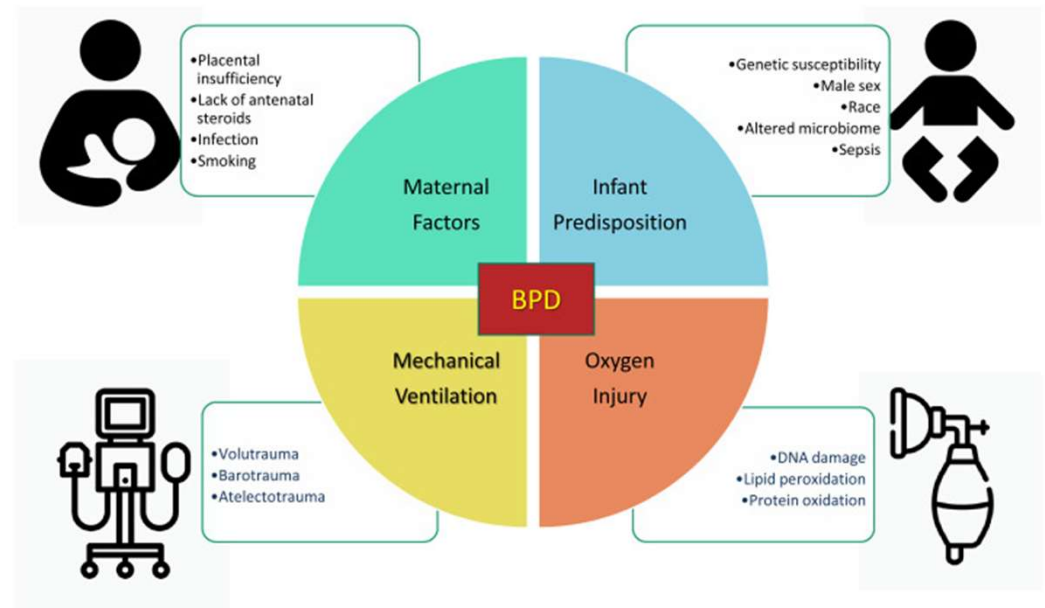 •Placental
insufficiency
•Lack of antenatal
steroids
•Infection
•Smoking
•Genetic susceptibility
•Male sex
•Race
•Altered microbiome
•Sepsis
Maternal
Factors
Infant
Predisposition
BPD
Mechanical
Ventilation
Oxygen
Injury
•Volutrauma
•Barotrauma
•Atelectotrauma
•DNA damage
•Lipid peroxidation
•Protein oxidation